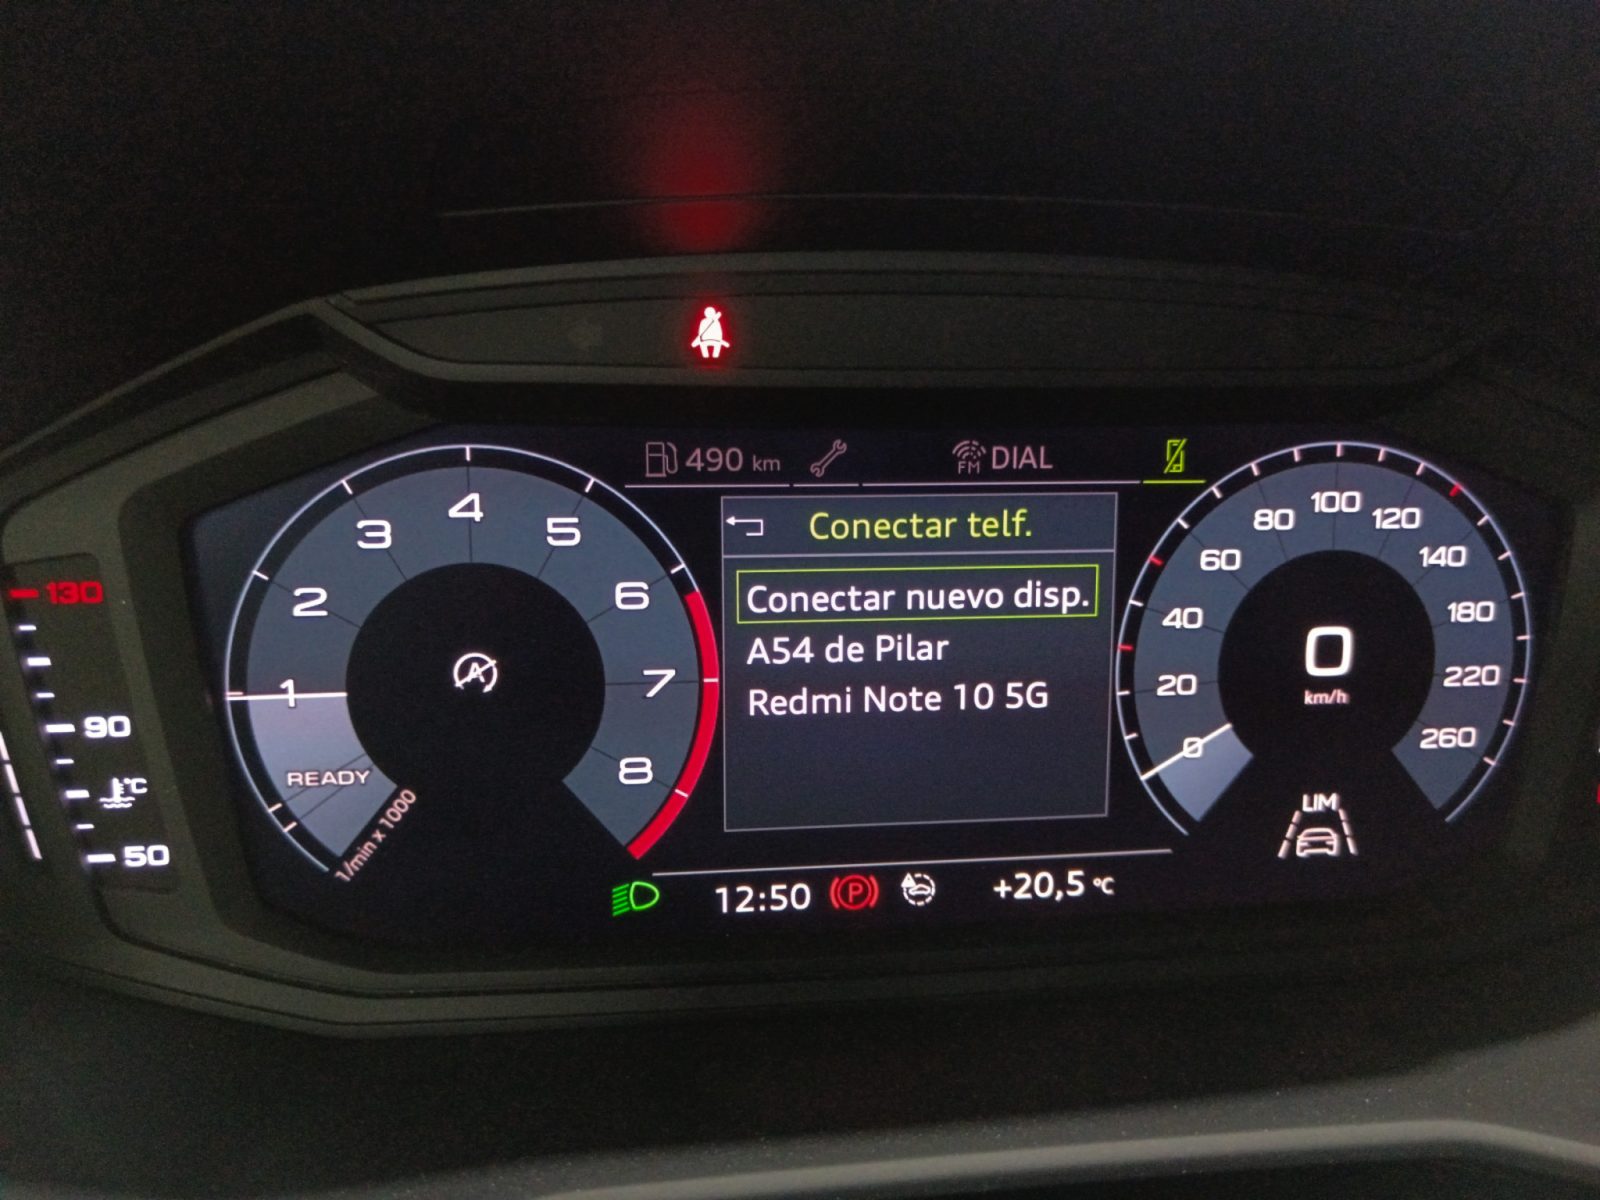 490 km
FM DIAL
Conectar telf.
Conectar nuevo disp.
A54 de Pilar
Redmi Note 10 5G
1 2 3 4 5 6 7 8
A
READY
1/min x 1000
130
90
°C
50
0 20 40 60 80 100 120 140 180 220 260
0
km/h
LIM
12:50
P
A
+20,5 °C